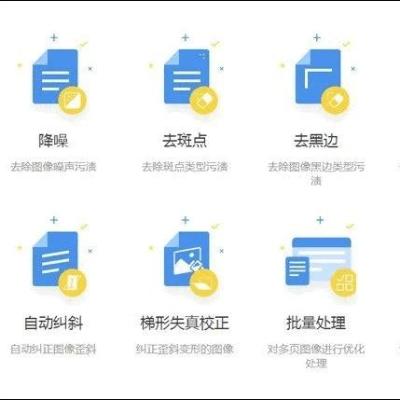 降噪 去斑点 去黑边
去除图像噪声污渍 去除斑点类型污渍 去除图像黑边类型污
渍
自动纠斜 梯形失真校正 批量处理
自动纠正图像歪斜 纠正歪斜变形的图像 对多页图像进行优化
处理